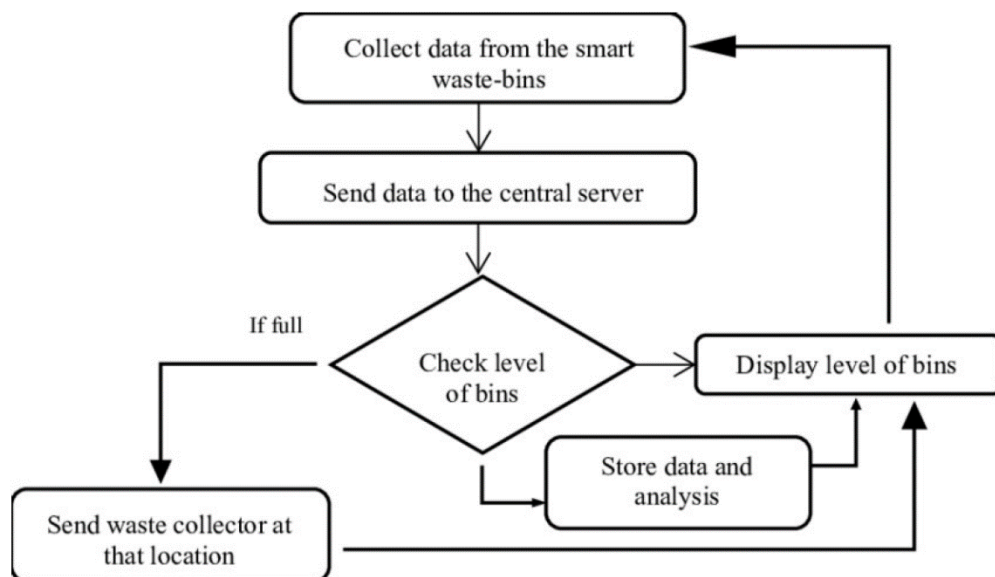 Collect data from the smart
waste-bins
Send data to the central server
If full
Check level
of bins
Display level of bins
Store data and
analysis
Send waste collector at
that location